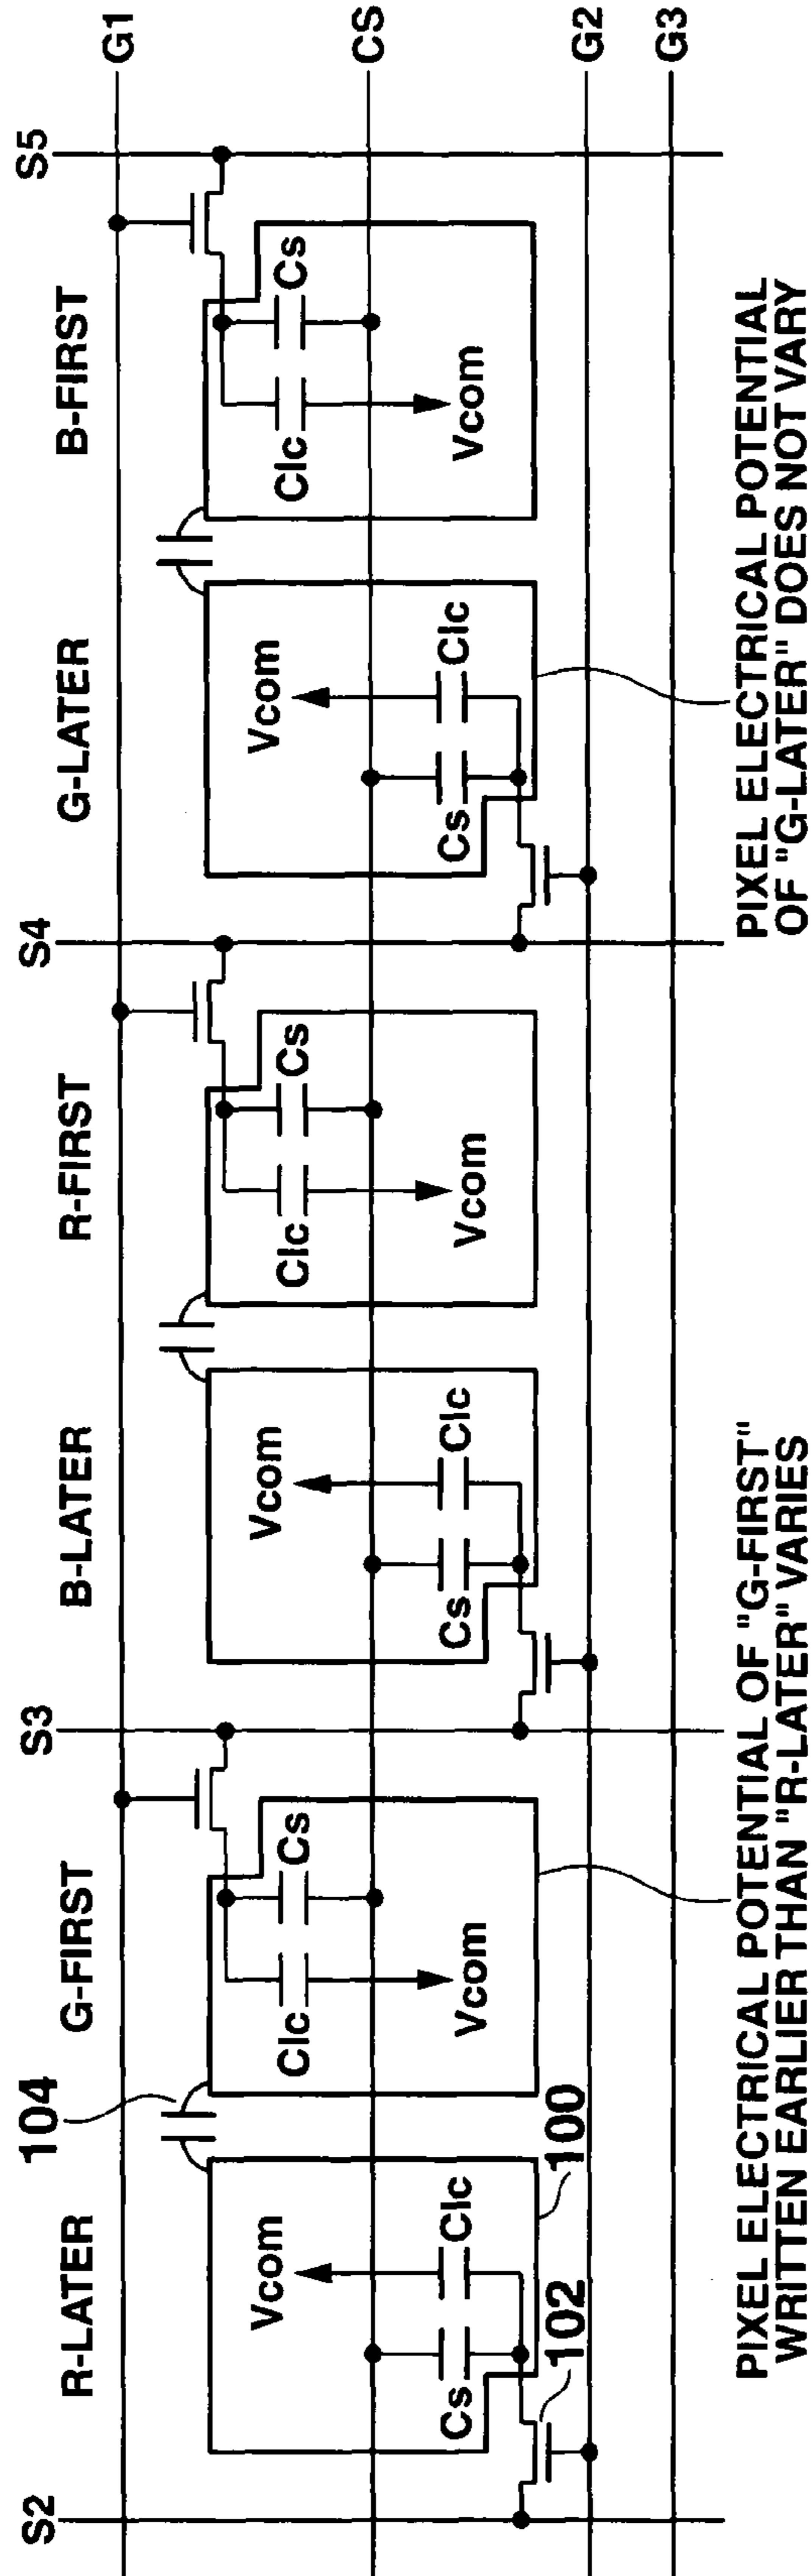 S2
104
S3
S4
S5
R-LATER
G-FIRST
B-LATER
R-FIRST
G-LATER
B-FIRST
G1
Vcom
Clc
Cs
Vcom
Clc
Cs
Vcom
Clc
Cs
CS
Cs
Clc
Vcom
Cs
Clc
Vcom
Cs
Clc
Vcom
102
100
G2
G3
PIXEL ELECTRICAL POTENTIAL OF "G-FIRST"
WRITTEN EARLIER THAN "R-LATER" VARIES
PIXEL ELECTRICAL POTENTIAL
OF "G-LATER" DOES NOT VARY